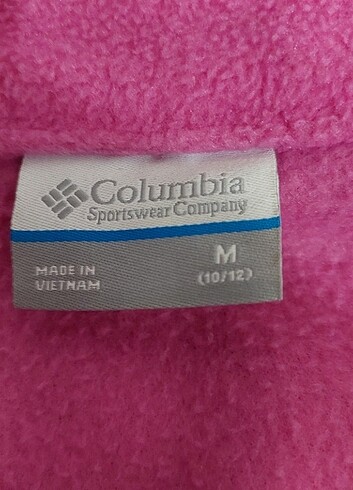 Columbia
Sportswear Company
MADE IN
VIETNAM
M
(10/12)